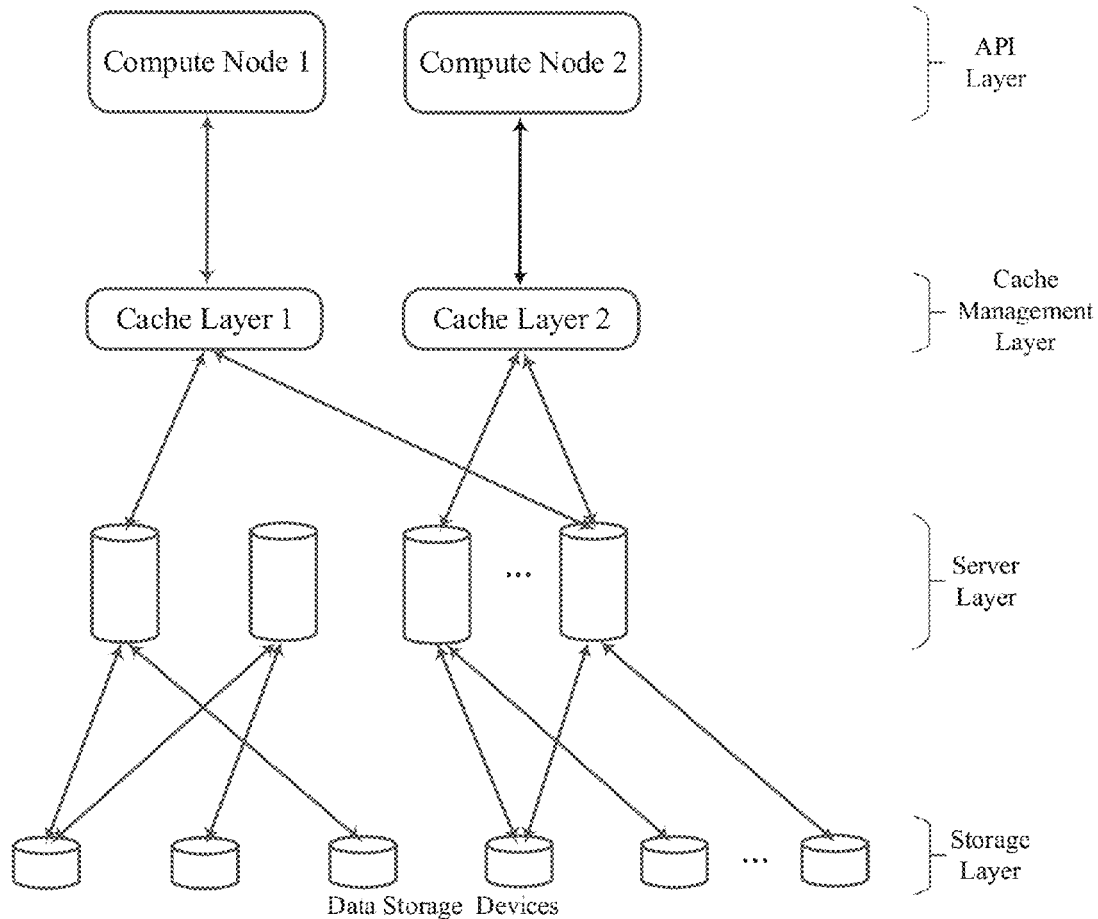 Compute Node 1
Compute Node 2
API
Layer
Cache Layer 1
Cache Layer 2
Cache
Management
Layer
...
Server
Layer
...
Storage
Layer
Data Storage Devices